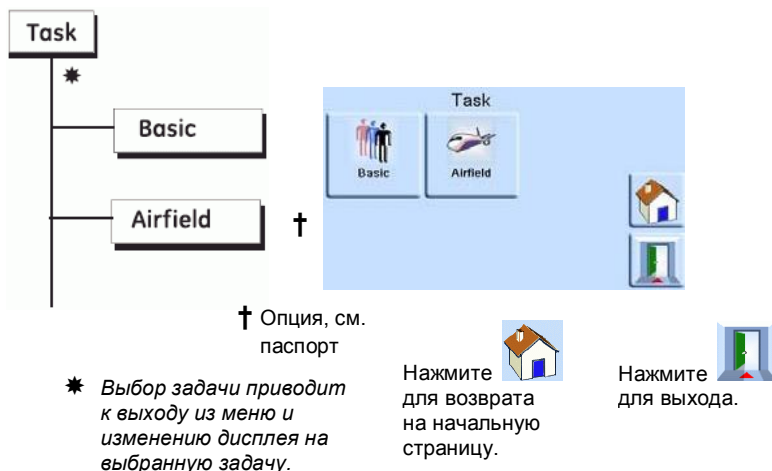 Task
✷
Basic
Airfield
†
Task
Basic
Airfield
† Опция, см.
паспорт
✷ Выбор задачи приводит
к выходу из меню и
изменению дисплея на
выбранную задачу.
Нажмите
для возврата
на начальную
страницу.
Нажмите
для выхода.